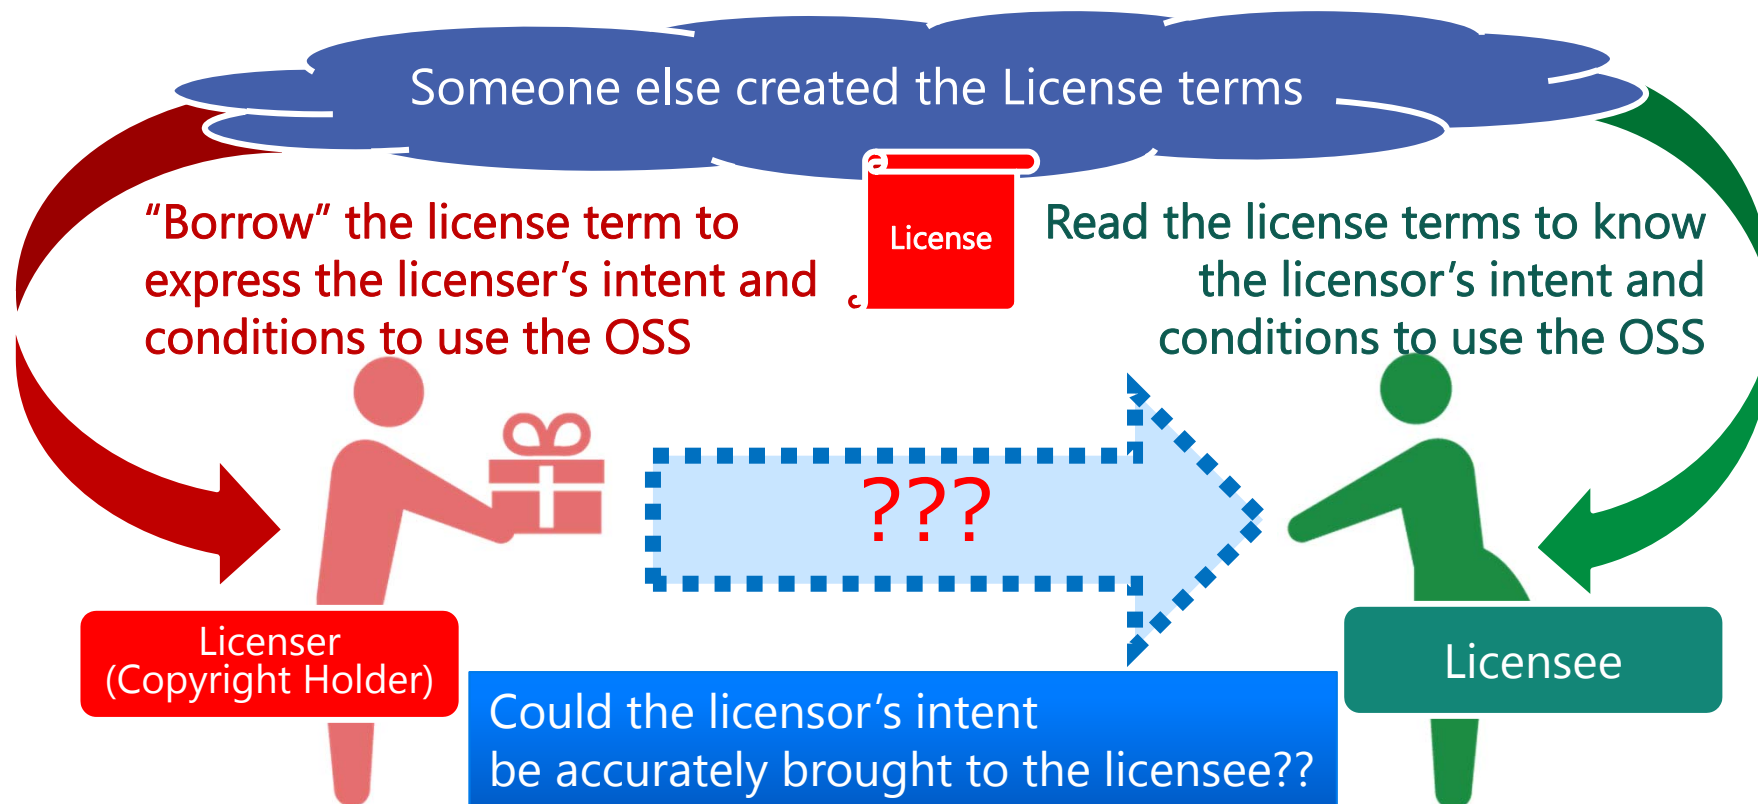 Someone else created the License terms
“Borrow” the license term to
express the licenser’s intent and
conditions to use the OSS
License
Read the license terms to know
the licensor’s intent and
conditions to use the OSS
???
Licenser
(Copyright Holder)
Licensee
Could the licensor’s intent
be accurately brought to the licensee??